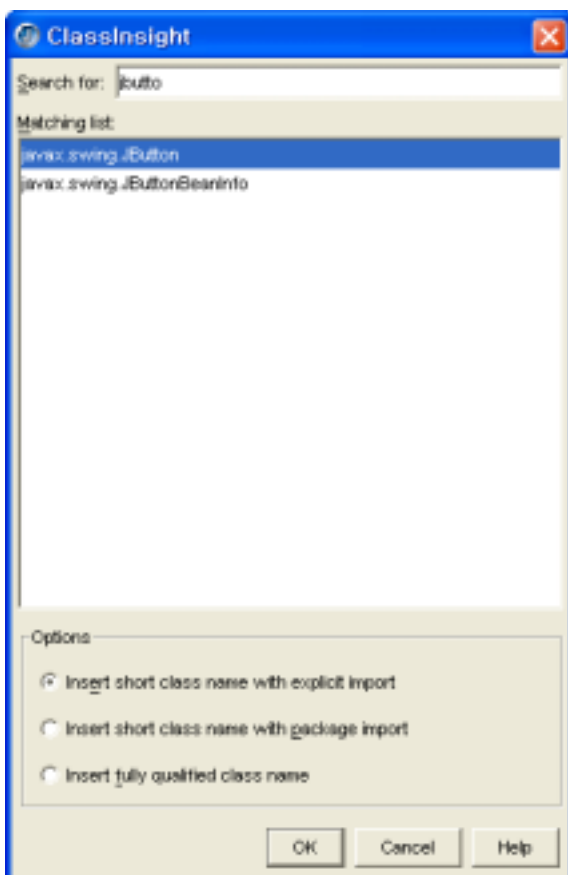 ClassInsight
Search for: jbutto
Matching list:
javax.swing.JButton
javax.swing.JButtonBeanInfo
Options
Insert short class name with explicit import
Insert short class name with package import
Insert fully qualified class name
OK Cancel Help